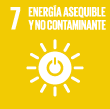 7 ENERGÍA ASEQUIBLE
Y NO CONTAMINANTE